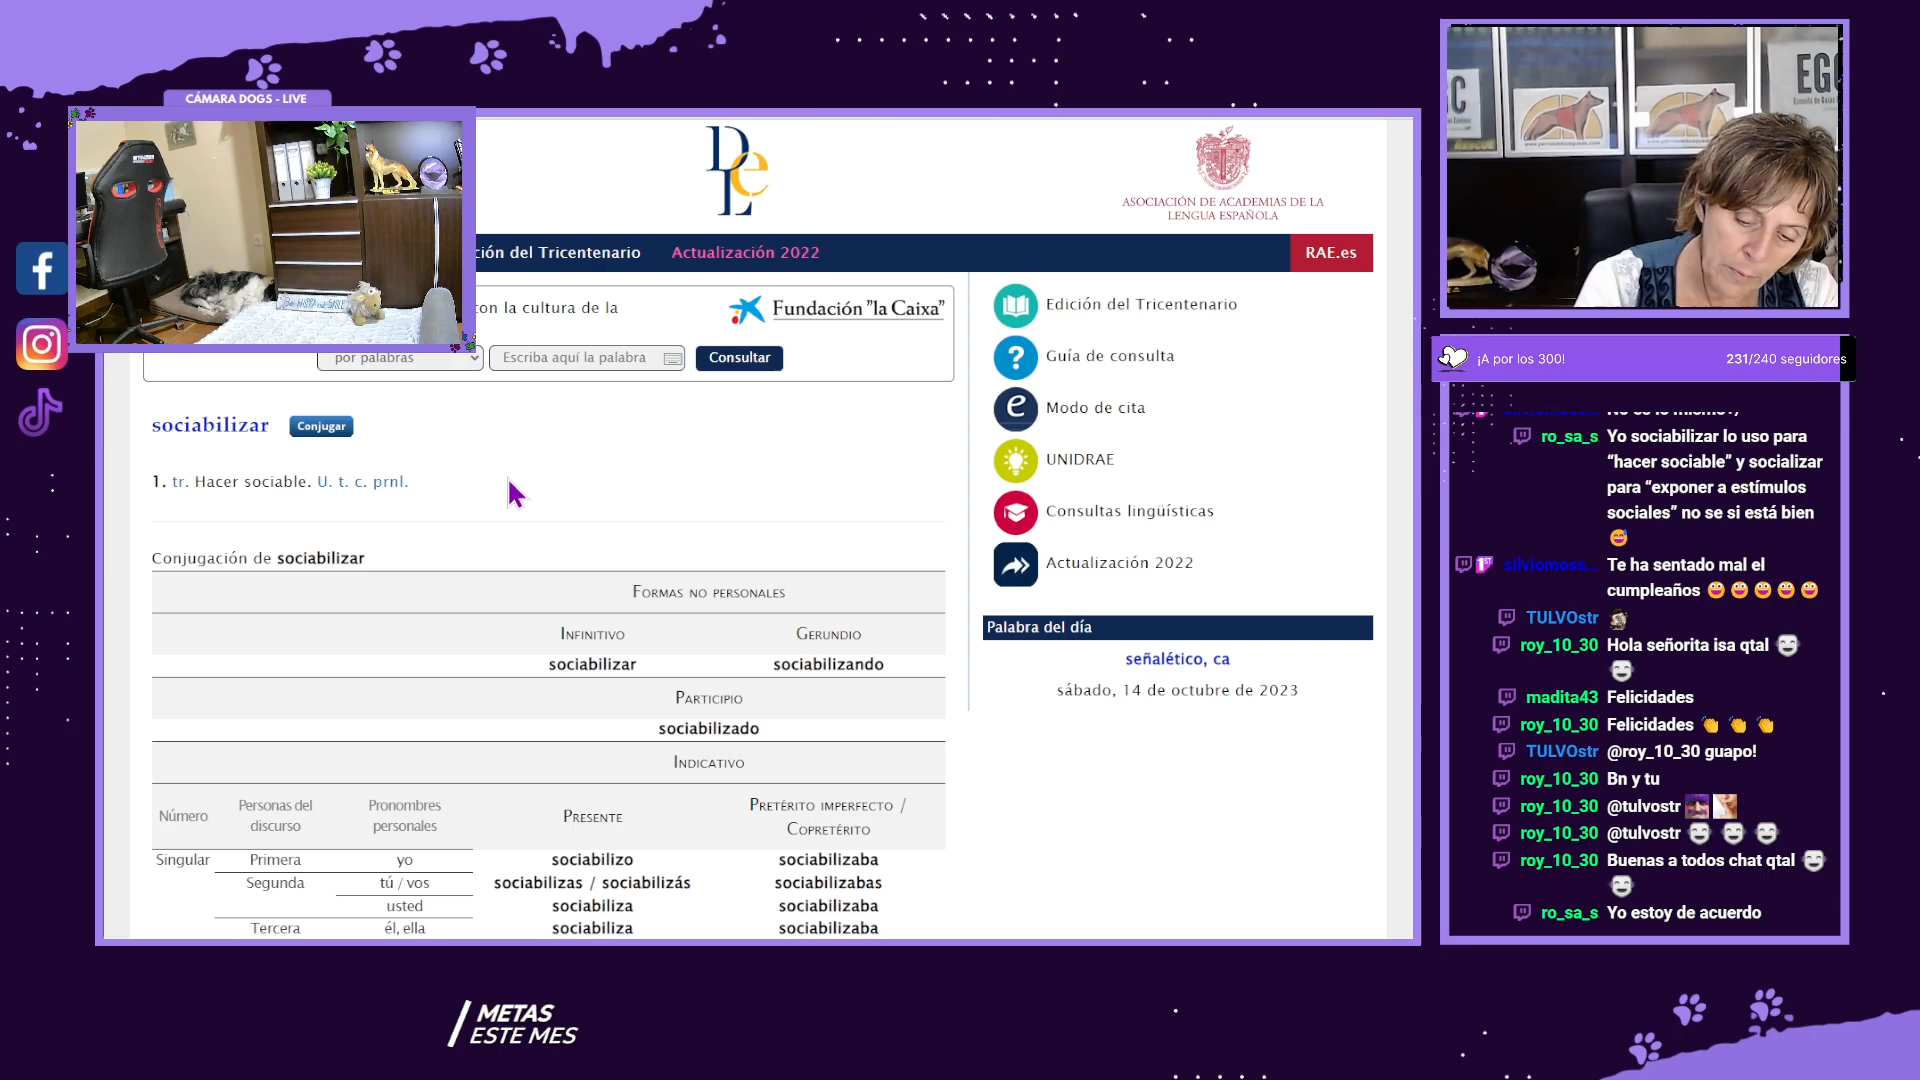 CÁMARA DOGS - LIVE
Be HAPPY and SMILE
DLe
ASOCIACIÓN DE ACADEMIAS DE LA
LENGUA ESPAÑOLA
ción del Tricentenario
Actualización 2022
RAE.es
con la cultura de la
Fundación "la Caixa"
por palabras
Escriba aquí la palabra
Consultar
sociabilizar
Conjugar
1. tr. Hacer sociable. U. t. c. prnl.
Conjugación de sociabilizar
Formas no personales
Infinitivo Gerundio
sociabilizar sociabilizando
Participio
sociabilizado
Indicativo
Número Personas del discurso Pronombres personales Presente Pretérito imperfecto / Copretérito
Singular Primera yo sociabilizo sociabilizaba
Segunda tú / vos sociabilizas / sociabilizás sociabilizabas
usted sociabiliza sociabilizaba
Tercera él, ella sociabiliza sociabilizaba
Edición del Tricentenario
Guía de consulta
Modo de cita
UNIDRAE
Consultas lingüísticas
Actualización 2022
Palabra del día
señalético, ca
sábado, 14 de octubre de 2023
EGC
¡A por los 300!
231/240 seguidores
ro_sa_s Yo sociabilizar lo uso para
"hacer sociable" y socializar
para "exponer a estímulos
sociales" no se si está bien
😅
silviomoss... Te ha sentado mal el
cumpleaños 😀😀😀😀😀
TULVOstr
roy_10_30 Hola señorita isa qtal
madita43 Felicidades
roy_10_30 Felicidades 👏 👏 👏
TULVOstr @roy_10_30 guapo!
roy_10_30 Bn y tu
roy_10_30 @tulvostr
roy_10_30 @tulvostr
roy_10_30 Buenas a todos chat qtal
ro_sa_s Yo estoy de acuerdo
METAS
ESTE MES